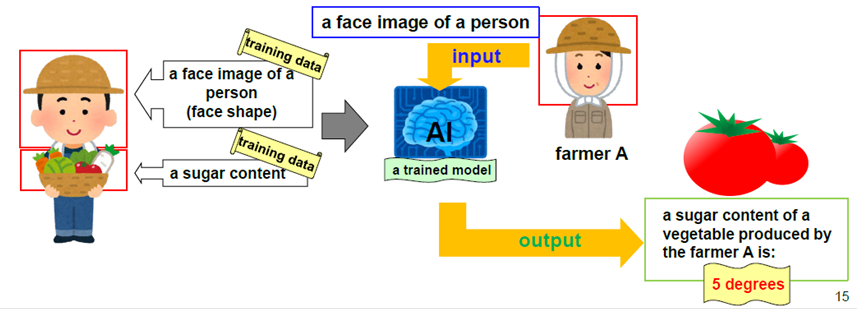 a face image of a person
training data
a face image of a
person
(face shape)
input
AI
a trained model
farmer A
training data
a sugar content
output
a sugar content of a
vegetable produced by
the farmer A is:
5 degrees
15